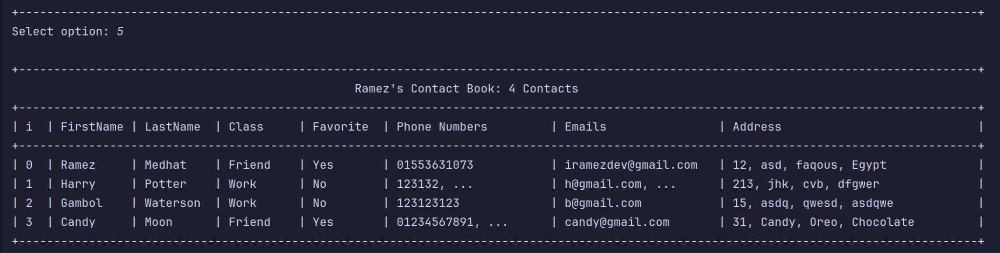 +-----------------------------------------------------------------------------------------------------------------------------------------+
Select option: 5
+-----------------------------------------------------------------------------------------------------------------------------------------+
Ramez's Contact Book: 4 Contacts
+-----------------------------------------------------------------------------------------------------------------------------------------+
| i  | FirstName | LastName  | Class     | Favorite  | Phone Numbers         | Emails                | Address                            |
+-----------------------------------------------------------------------------------------------------------------------------------------+
| 0  | Ramez     | Medhat    | Friend    | Yes       | 01553631073           | iramezdev@gmail.com   | 12, asd, faqous, Egypt             |
| 1  | Harry     | Potter    | Work      | No        | 123132, ...           | h@gmail.com, ...      | 213, jhk, cvb, dfgwer              |
| 2  | Gambol    | Waterson  | Work      | No        | 123123123             | b@gmail.com           | 15, asdq, qwesd, asdqwe            |
| 3  | Candy     | Moon      | Friend    | Yes       | 01234567891, ...      | candy@gmail.com       | 31, Candy, Oreo, Chocolate         |
+-----------------------------------------------------------------------------------------------------------------------------------------+